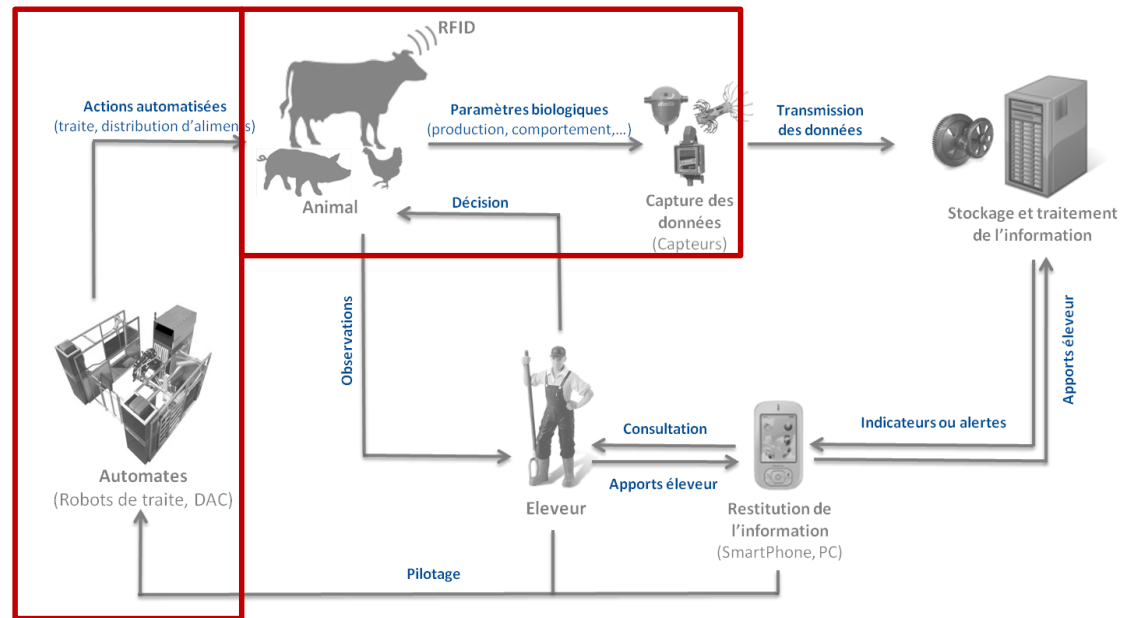 RFID
Actions automatisées
(traite, distribution d'aliments)
Paramètres biologiques
(production, comportement,...)
Transmission
des données
Animal
Décision
Capture des
données
(Capteurs)
Stockage et traitement
de l'information
Observations
Apports éleveur
Consultation
Indicateurs ou alertes
Automates
(Robots de traite, DAC)
Apports éleveur
Eleveur
Restitution de
l'information
(SmartPhone, PC)
Pilotage